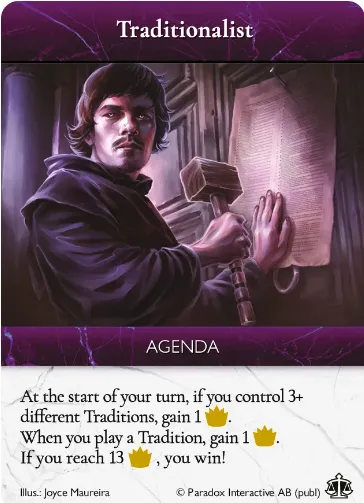 Traditionalist
AGENDA
At the start of your turn, if you control 3+
different Traditions, gain 1 .
When you play a Tradition, gain 1 .
If you reach 13 , you win!
Illus.: Joyce Maureira © Paradox Interactive AB (publ)